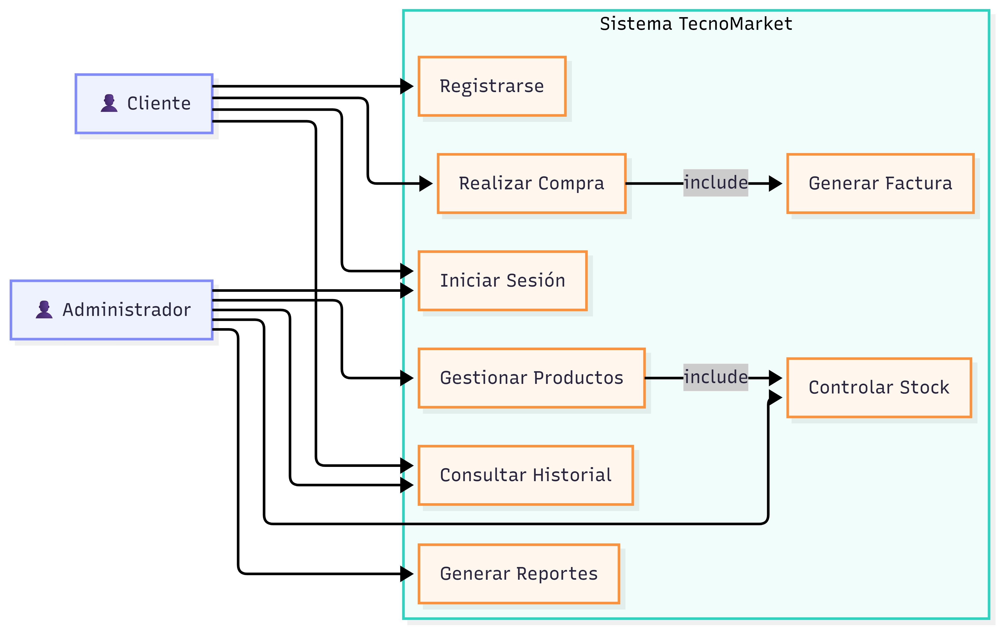 Sistema TecnoMarket
Cliente
Registrarse
Realizar Compra
include
Generar Factura
Iniciar Sesión
Administrador
Gestionar Productos
include
Controlar Stock
Consultar Historial
Generar Reportes